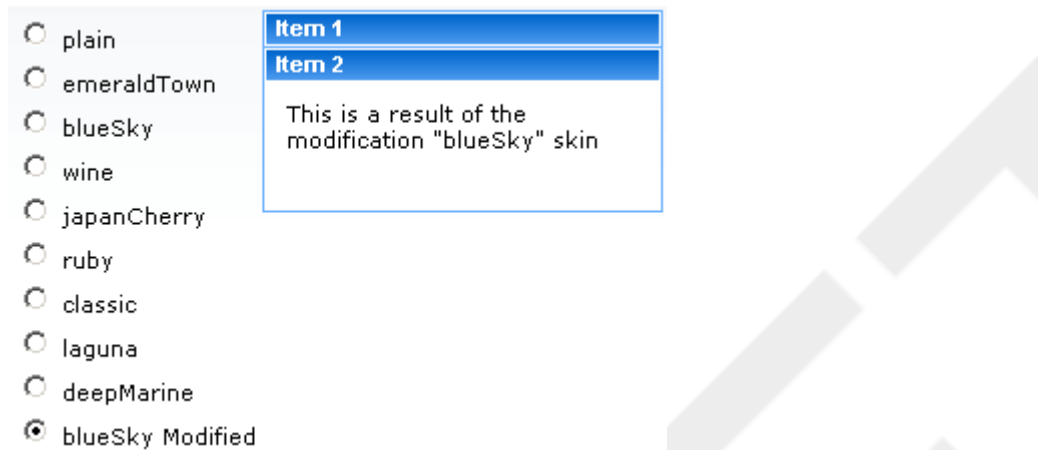 plain
emeraldTown
blueSky
wine
japanCherry
ruby
classic
laguna
deepMarine
blueSky Modified
Item 1
Item 2
This is a result of the
modification "blueSky" skin